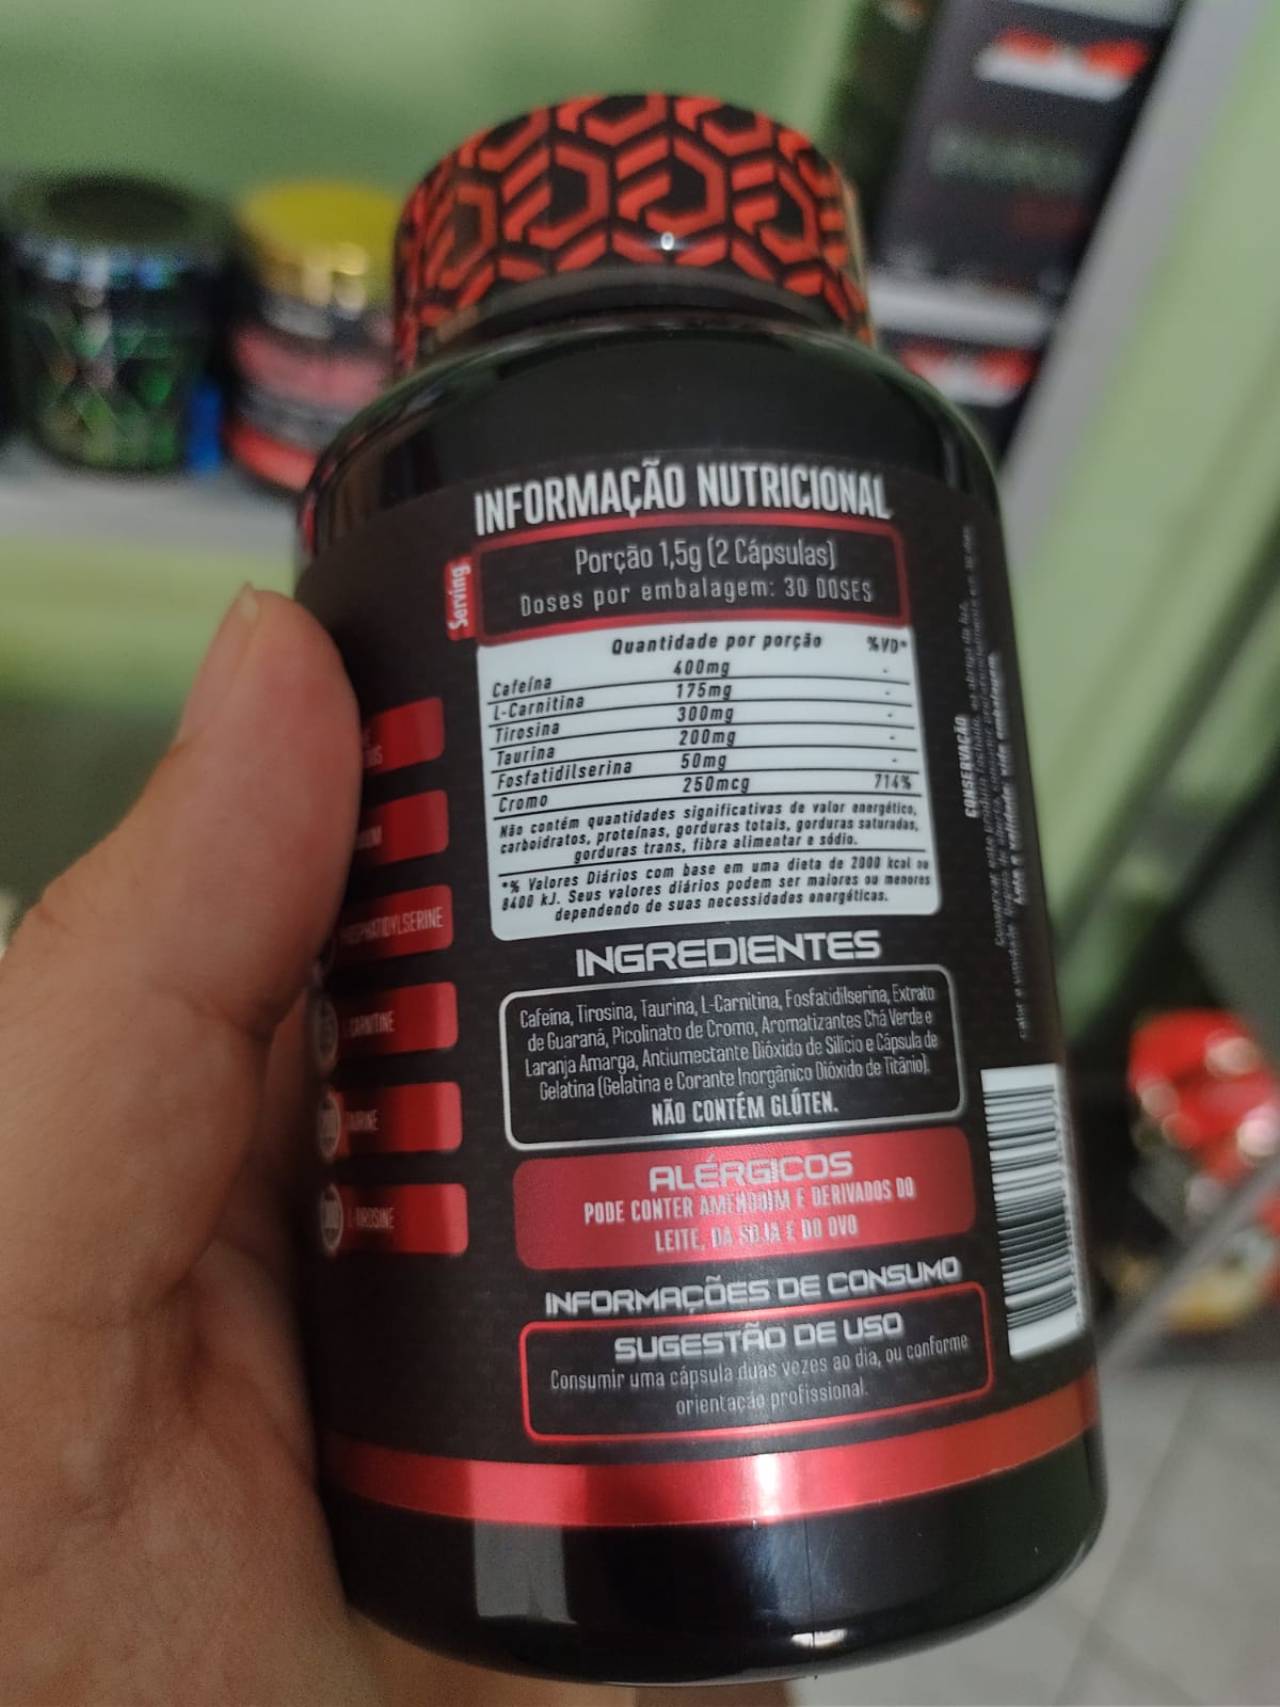 INFORMAÇÃO NUTRICIONAL
Serving
Porção 1,5g (2 Cápsulas)
Doses por embalagem: 30 DOSES
Quantidade por porção %VD*
Cafeína 400mg -
L-Carnitina 175mg -
Tirosina 300mg -
Taurina 200mg -
Fosfatidilserina 50mg -
Cromo 250mcg 714%
Não contém quantidades significativas de valor energético,
carboidratos, proteínas, gorduras totais, gorduras saturadas,
gorduras trans, fibra alimentar e sódio.
*% Valores Diários com base em uma dieta de 2000 kcal ou
8400 kJ. Seus valores diários podem ser maiores ou menores
dependendo de suas necessidades energéticas.
INGREDIENTES
Cafeína, Tirosina, Taurina, L-Carnitina, Fosfatidilserina, Extrato
de Guaraná, Picolinato de Cromo, Aromatizantes Chá Verde e
Laranja Amarga, Antiumectante Dióxido de Silício e Cápsula de
Gelatina (Gelatina e Corante Inorgânico Dióxido de Titânio).
NÃO CONTÉM GLÚTEN.
ALÉRGICOS
PODE CONTER AMENDOIM E DERIVADOS DO
LEITE, DA SOJA E DO OVO
INFORMAÇÕES DE CONSUMO
SUGESTÃO DE USO
Consumir uma cápsula duas vezes ao dia, ou conforme
orientação profissional.
CONSERVAÇÃO